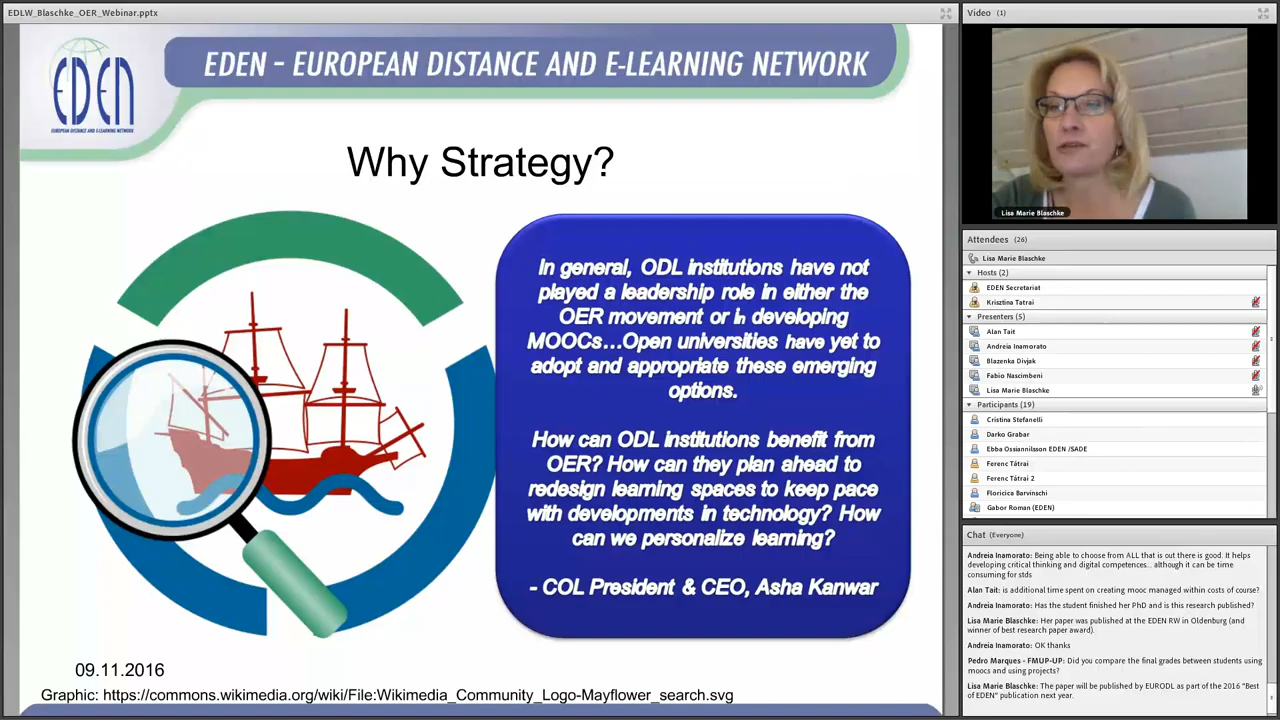 EDLW_Blaschke_OER_Webinar.pptx
EDEN
EUROPEAN DISTANCE AND E-LEARNING NETWORK
EDEN – EUROPEAN DISTANCE AND E-LEARNING NETWORK
Why Strategy?
In general, ODL institutions have not
played a leadership role in either the
OER movement or in developing
MOOCs…Open universities have yet to
adopt and appropriate these emerging
options.
How can ODL institutions benefit from
OER? How can they plan ahead to
redesign learning spaces to keep pace
with developments in technology? How
can we personalize learning?
- COL President & CEO, Asha Kanwar
09.11.2016
Graphic: https://commons.wikimedia.org/wiki/File:Wikimedia_Community_Logo-Mayflower_search.svg
Video (1)
Lisa Marie Blaschke
Attendees (26)
Lisa Marie Blaschke
Hosts (2)
EDEN Secretariat
Krisztina Tatrai
Presenters (5)
Alan Tait
Andreia Inamorato
Blazenka Divjak
Fabio Nascimbeni
Lisa Marie Blaschke
Participants (19)
Cristina Stefanelli
Darko Grabar
Ebba Ossiannilsson EDEN /SADE
Ferenc Tátrai
Ferenc Tátrai 2
Floricica Barvinschi
Gabor Roman (EDEN)
Chat (Everyone)
Andreia Inamorato: Being able to choose from ALL that is out there is good. It helps
developing critical thinking and digital competences... although it can be time
consuming for stds
Alan Tait: is additional time spent on creating mooc managed within costs of course?
Andreia Inamorato: Has the student finished her PhD and is this research published?
Lisa Marie Blaschke: Her paper was published at the EDEN RW in Oldenburg (and
winner of best research paper award).
Andreia Inamorato: OK thanks
Pedro Marques - FMUP-UP: Did you compare the final grades between students using
moocs and using projects?
Lisa Marie Blaschke: The paper will be published by EURODL as part of the 2016 "Best
of EDEN" publication next year.